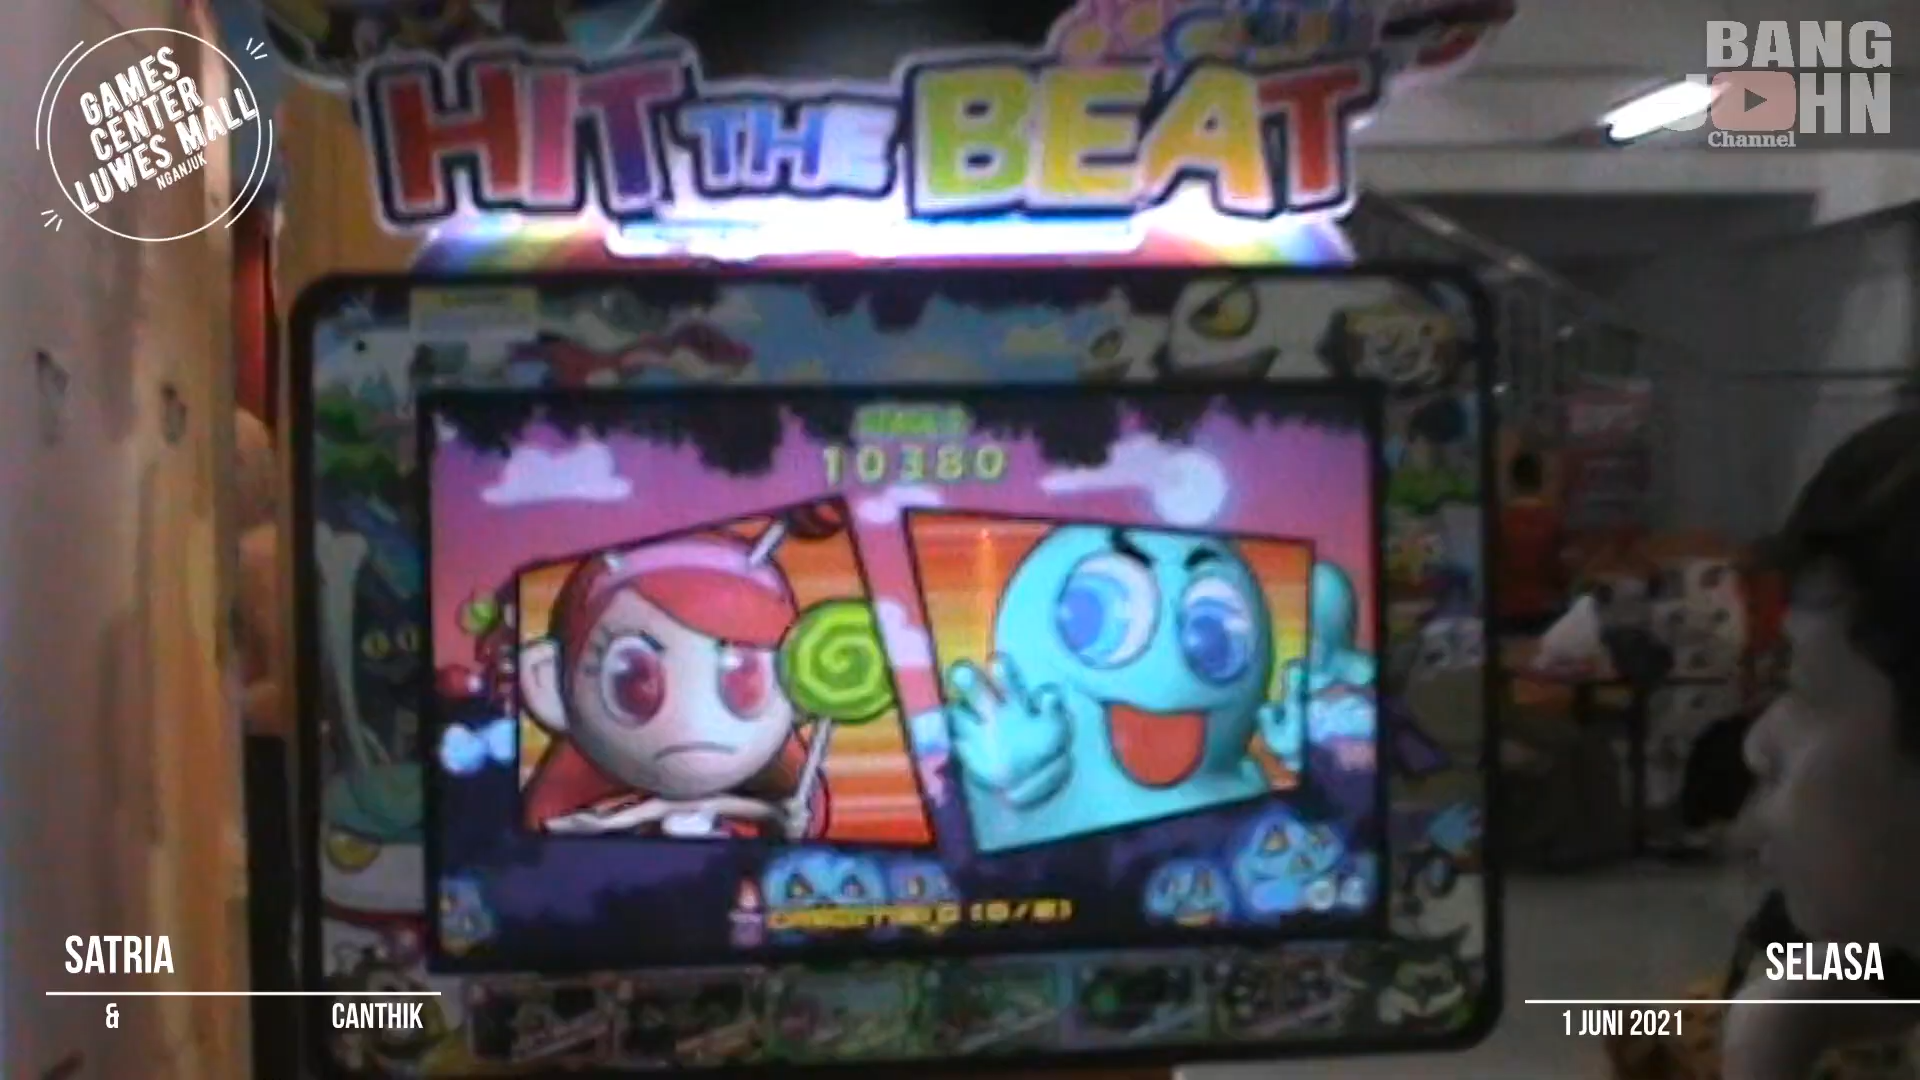 GAMES
CENTER
LUWES MALL
NGANJUK
HIT THE BEAT
BANG
JOHN
Channel
10380
SATRIA
& CANTHIK
SELASA
1 JUNI 2021